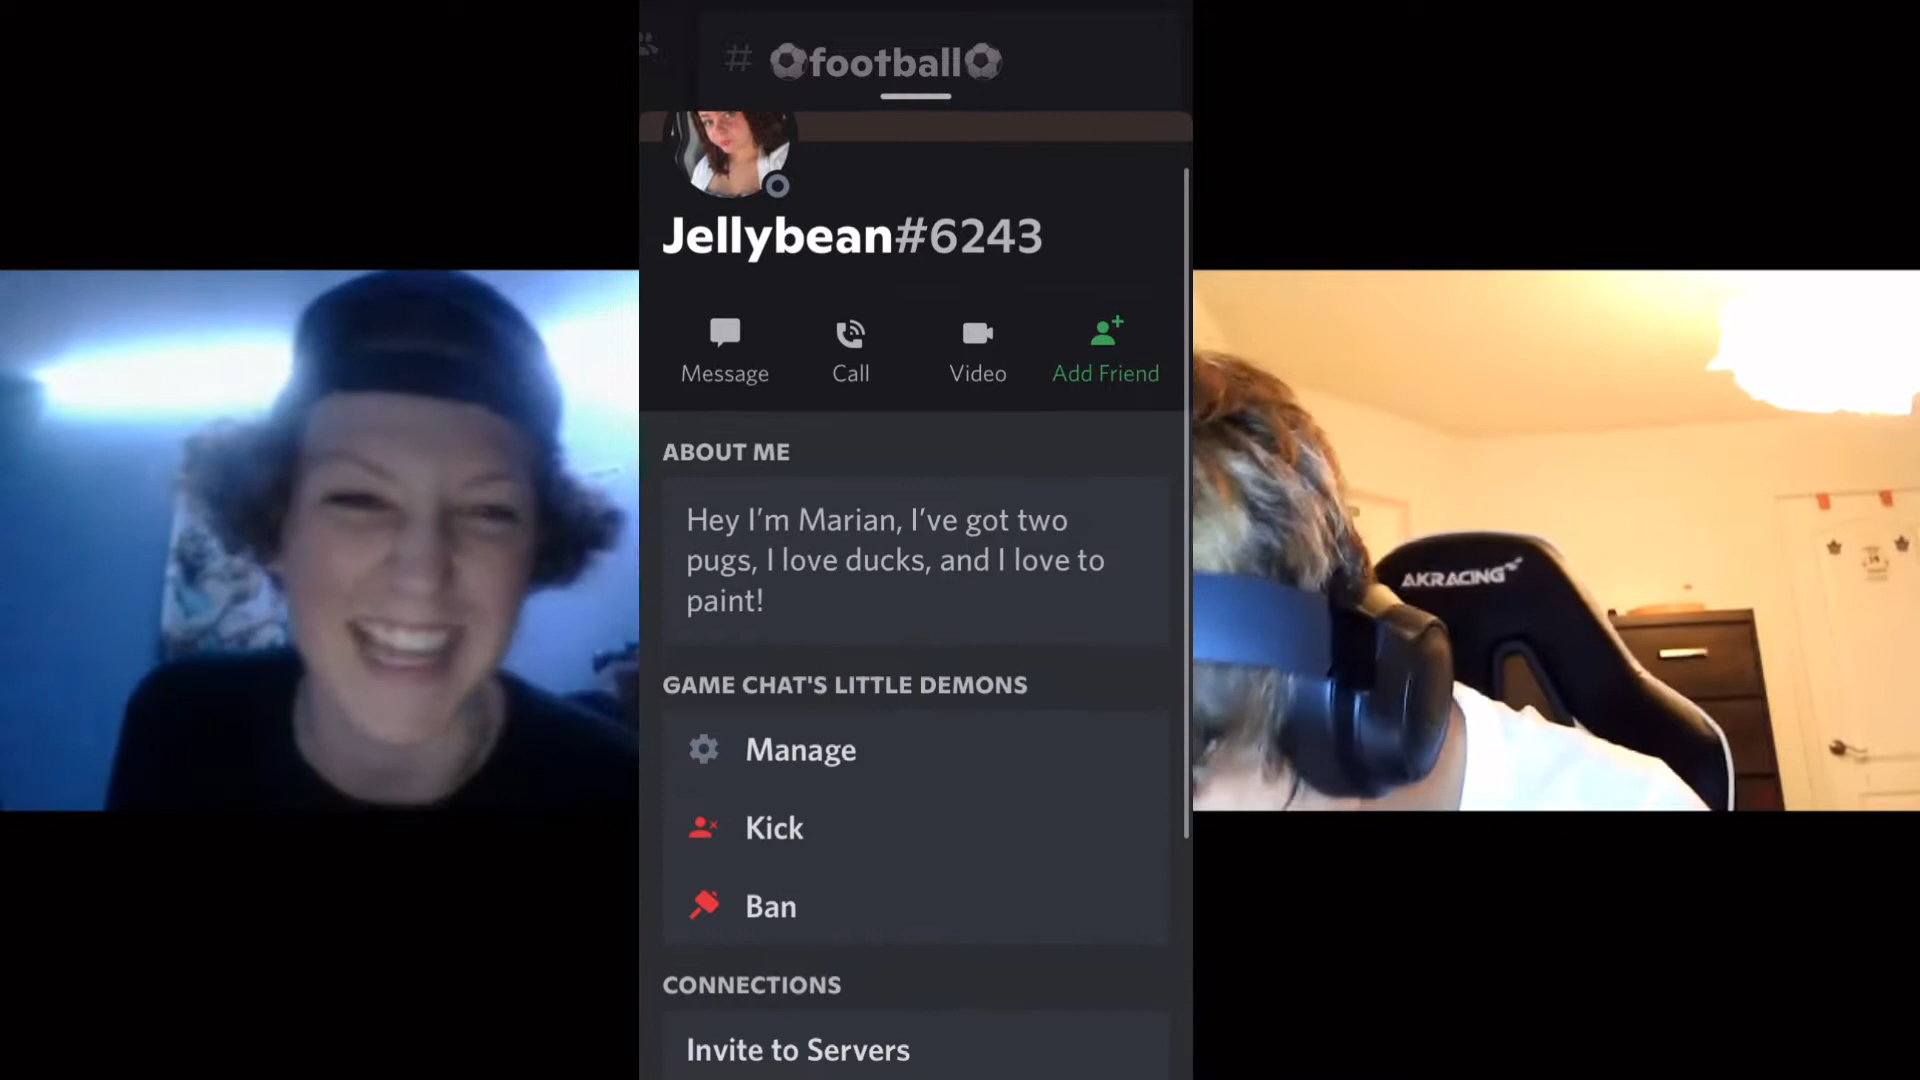 # ⚽football⚽
Jellybean#6243
Message Call Video Add Friend
ABOUT ME
Hey I'm Marian, I've got two
pugs, I love ducks, and I love to
paint!
GAME CHAT'S LITTLE DEMONS
Manage
Kick
Ban
CONNECTIONS
Invite to Servers
AKRACING